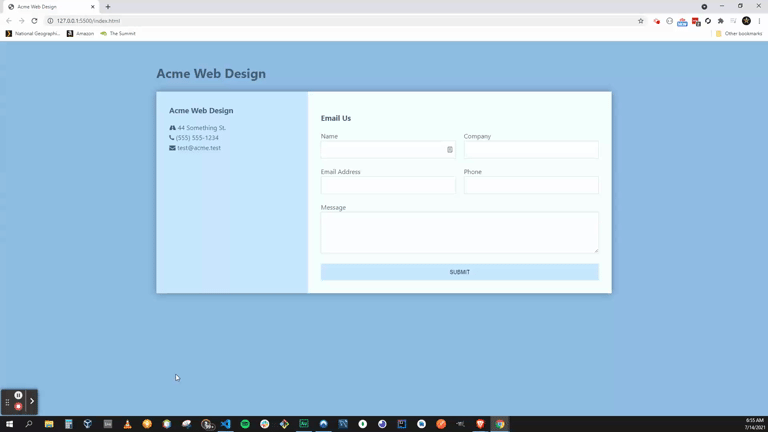 Acme Web Design
127.0.0.1:5500/index.html
National Geographi...
Amazon
The Summit
Other bookmarks
Acme Web Design
Acme Web Design
44 Something St.
(555) 555-1234
test@acme.test
Email Us
Name
Company
Email Address
Phone
Message
SUBMIT
6:55 AM
7/14/2021